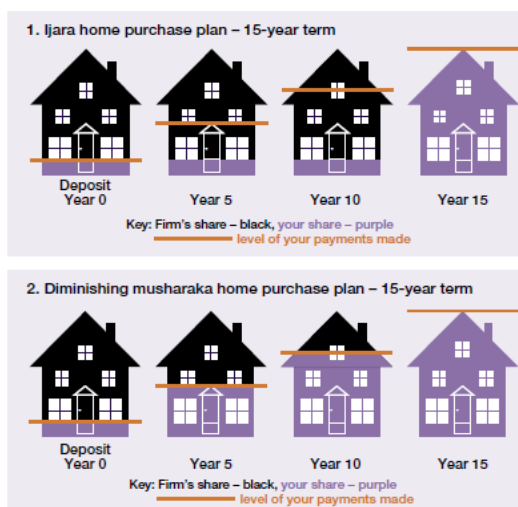 1. Ijara home purchase plan – 15-year term
Deposit
Year 0
Year 5
Year 10
Year 15
Key: Firm's share – black, your share – purple
level of your payments made
2. Diminishing musharaka home purchase plan – 15-year term
Deposit
Year 0
Year 5
Year 10
Year 15
Key: Firm's share – black, your share – purple
level of your payments made